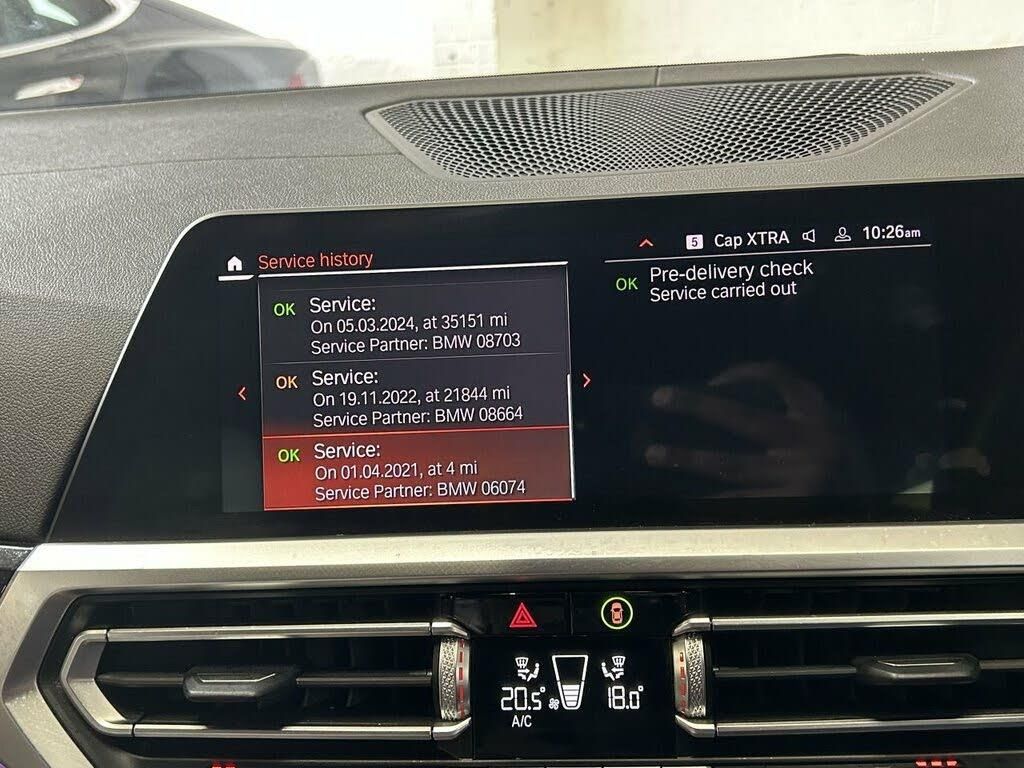 Service history
5 Cap XTRA 10:26am
OK Service:
On 05.03.2024, at 35151 mi
Service Partner: BMW 08703
OK Service:
On 19.11.2022, at 21844 mi
Service Partner: BMW 08664
OK Service:
On 01.04.2021, at 4 mi
Service Partner: BMW 06074
OK Pre-delivery check
Service carried out
20.5° 18.0°
A/C